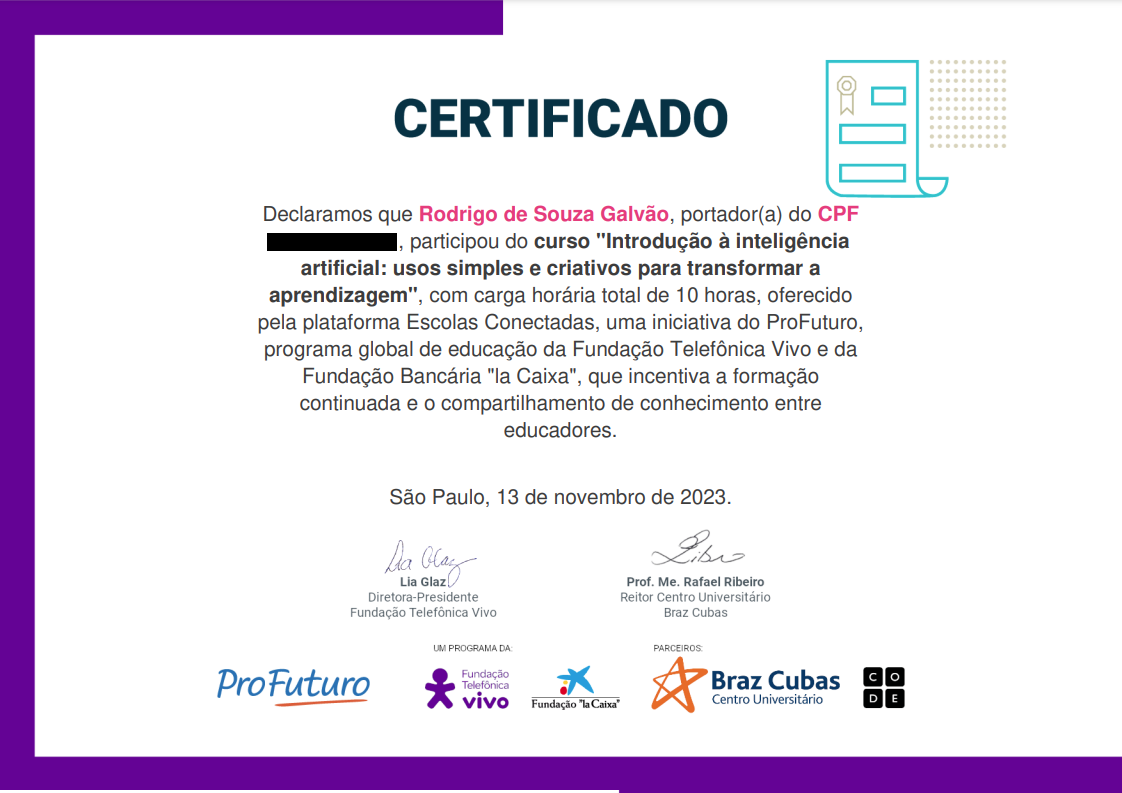 CERTIFICADO
Declaramos que Rodrigo de Souza Galvão, portador(a) do CPF
, participou do curso "Introdução à inteligência
artificial: usos simples e criativos para transformar a
aprendizagem", com carga horária total de 10 horas, oferecido
pela plataforma Escolas Conectadas, uma iniciativa do ProFuturo,
programa global de educação da Fundação Telefônica Vivo e da
Fundação Bancária "la Caixa", que incentiva a formação
continuada e o compartilhamento de conhecimento entre
educadores.
São Paulo, 13 de novembro de 2023.
Lia Glaz
Lia Glaz
Diretora-Presidente
Fundação Telefônica Vivo
Ribeiro
Prof. Me. Rafael Ribeiro
Reitor Centro Universitário
Braz Cubas
UM PROGRAMA DA:
PARCEIROS:
ProFuturo
Fundação
Telefônica
vivo
Fundação "la Caixa"
Braz Cubas
Centro Universitário
C O
D E